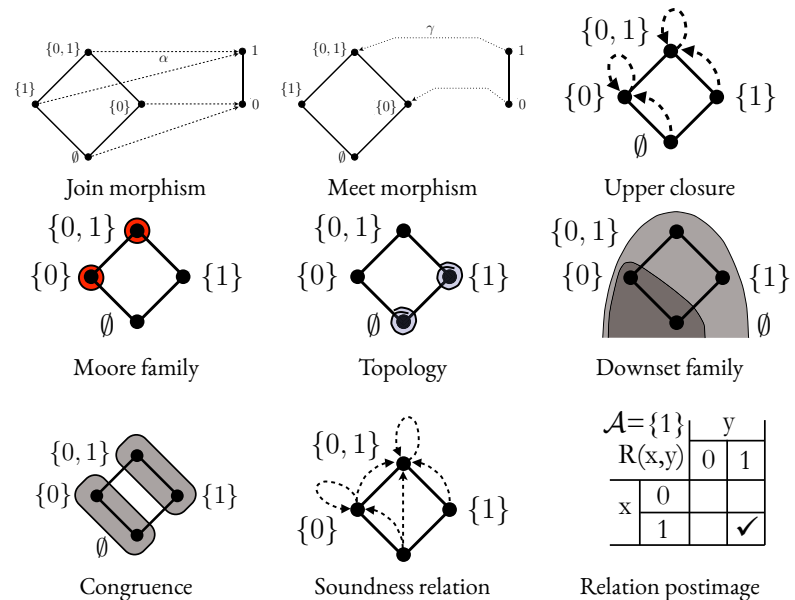 {0, 1} α 1
{1} {0} 0
∅
Join morphism
{0, 1} γ 1
{1} {0} 0
∅
Meet morphism
{0, 1}
{0} {1}
∅
Upper closure
{0, 1}
{0} {1}
∅
Moore family
{0, 1}
{0} {1}
∅
Topology
{0, 1}
{0} {1}
∅
Downset family
{0, 1}
{0} {1}
∅
Congruence
{0, 1}
{0} {1}
Soundness relation
𝒜={1} y
R(x,y) 0 1
x 0
1 ✓
Relation postimage